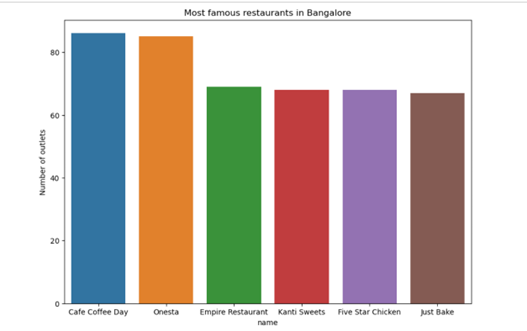 Most famous restaurants in Bangalore
Number of outlets
80
60
40
20
0
Cafe Coffee Day Onesta Empire Restaurant Kanti Sweets Five Star Chicken Just Bake
name